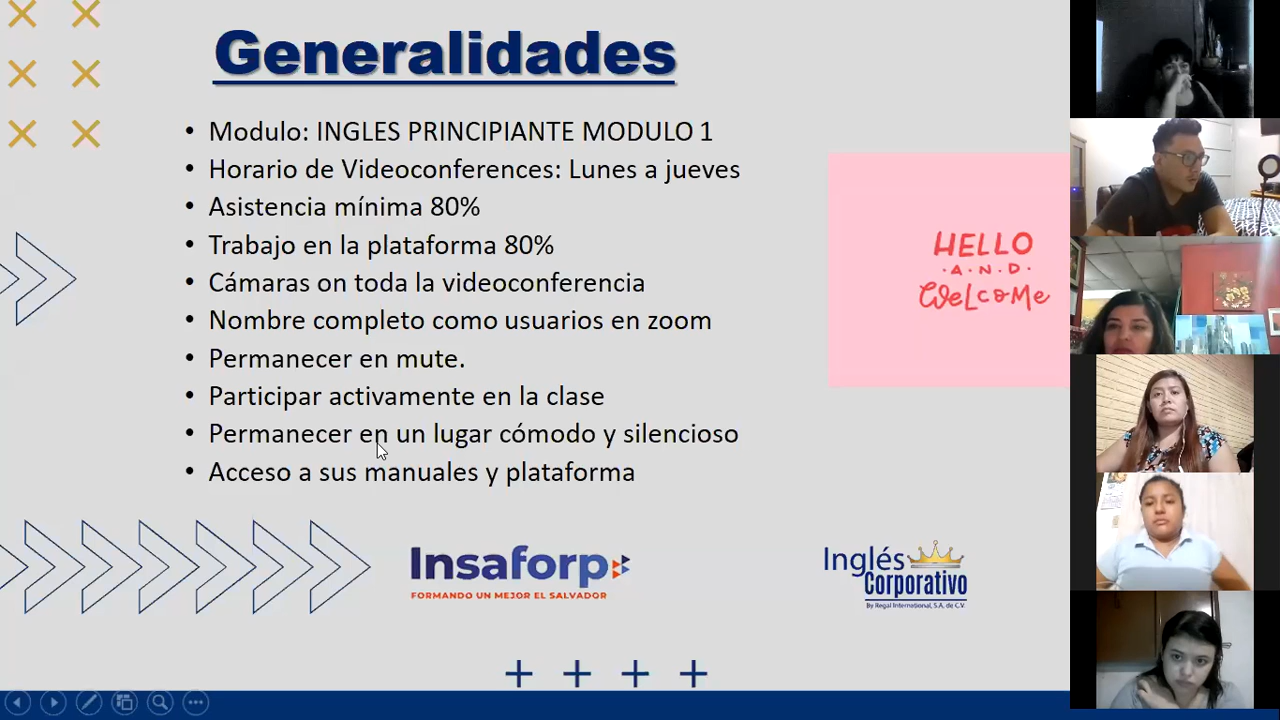 Generalidades
• Modulo: INGLES PRINCIPIANTE MODULO 1
• Horario de Videoconferences: Lunes a jueves
• Asistencia mínima 80%
• Trabajo en la plataforma 80%
• Cámaras on toda la videoconferencia
• Nombre completo como usuarios en zoom
• Permanecer en mute.
• Participar activamente en la clase
• Permanecer en un lugar cómodo y silencioso
• Acceso a sus manuales y plataforma
HELLO
·A·N·D·
WeLcoMe
Insaforp
FORMANDO UN MEJOR EL SALVADOR
Inglés
Corporativo
By Regal International, S.A. de C.V.